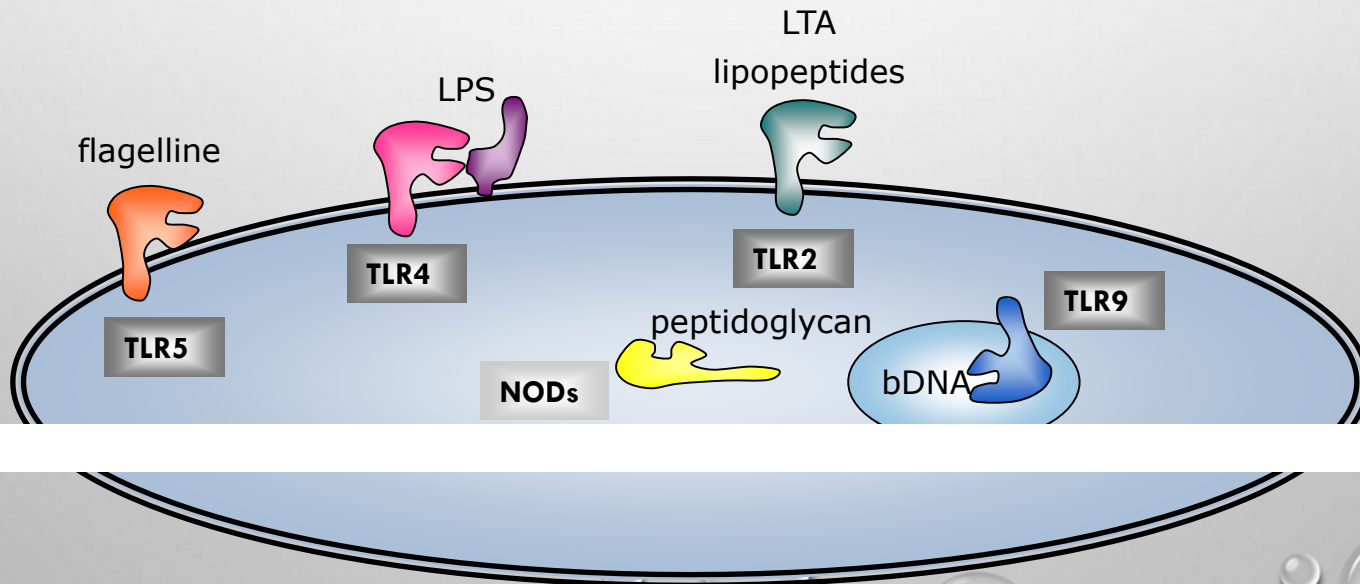 LTA
lipopeptides
LPS
flagelline
TLR4
TLR2
TLR9
TLR5
peptidoglycan
NODs
bDNA